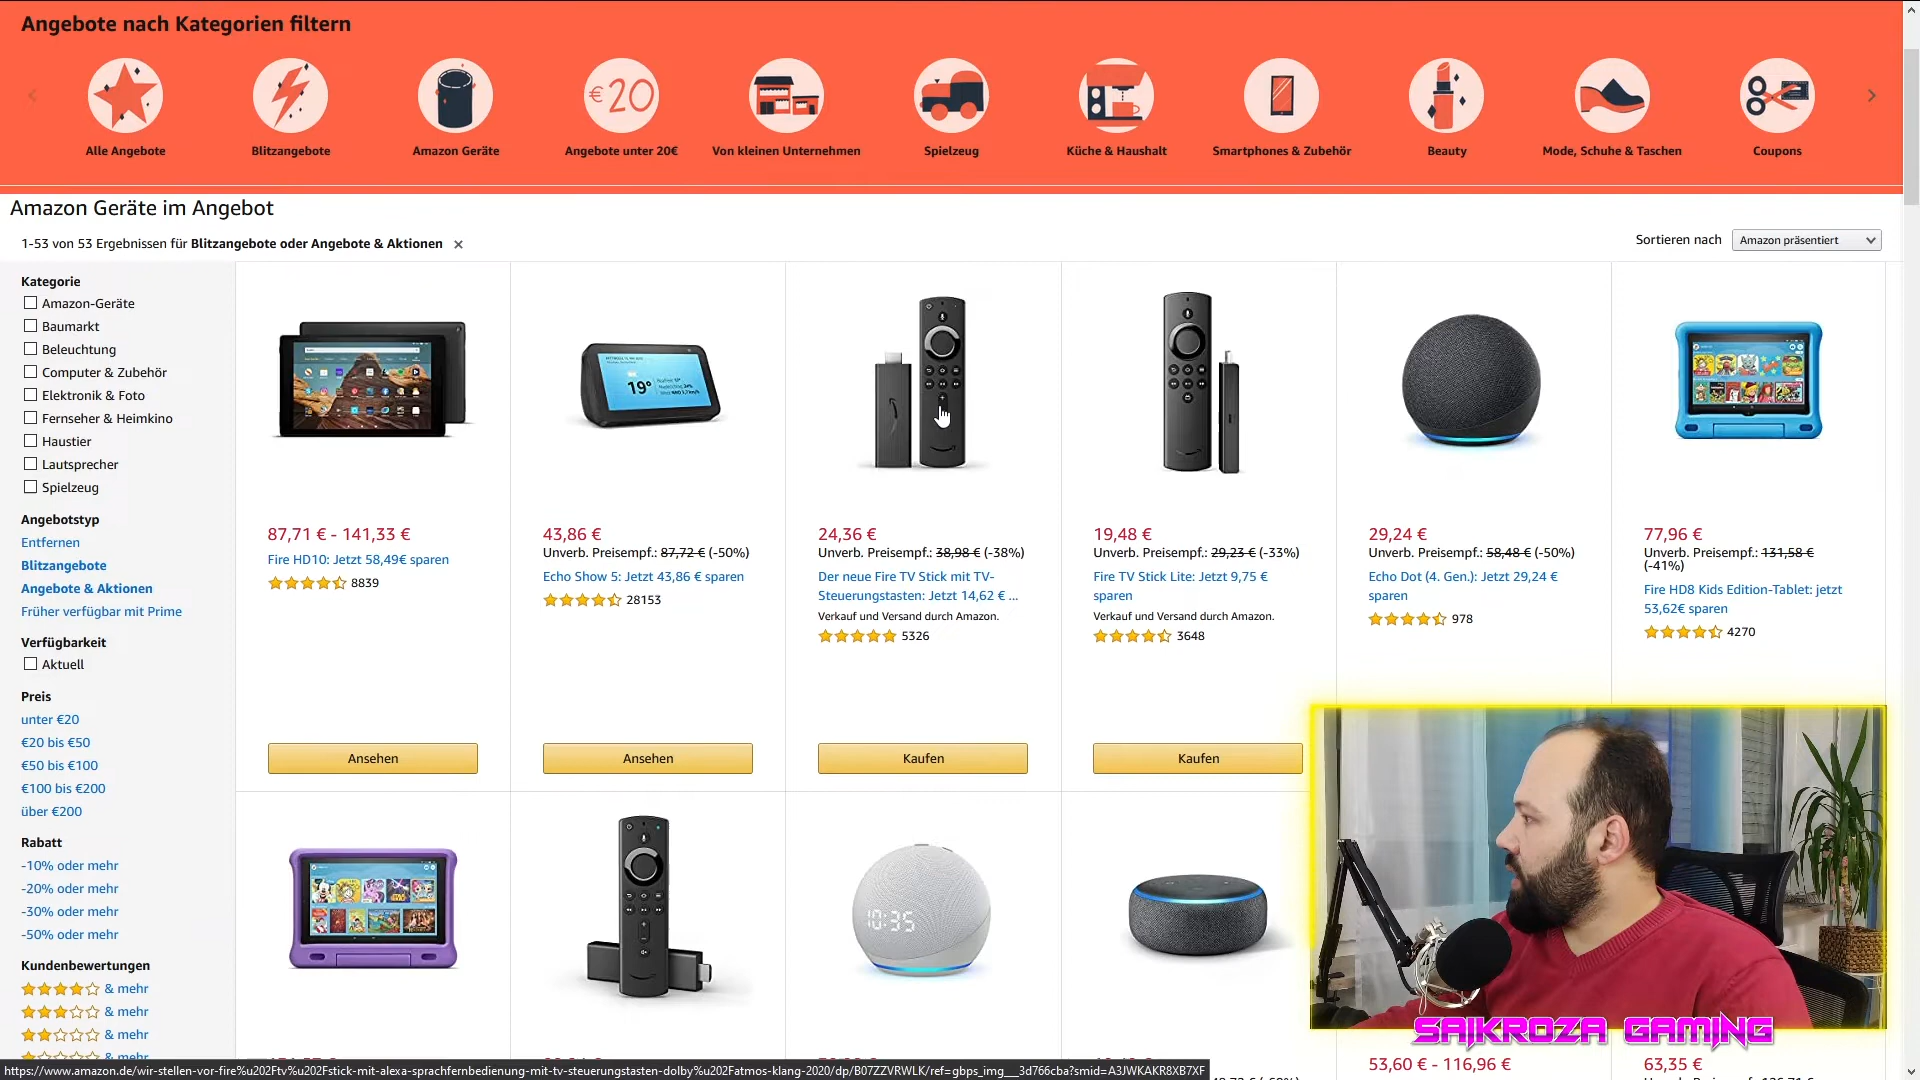 Angebote nach Kategorien filtern
€20
Alle Angebote
Blitzangebote
Amazon Geräte
Angebote unter 20€
Von kleinen Unternehmen
Spielzeug
Küche & Haushalt
Smartphones & Zubehör
Beauty
Mode, Schuhe & Taschen
Coupons
Amazon Geräte im Angebot
1-53 von 53 Ergebnissen für Blitzangebote oder Angebote & Aktionen
Sortieren nach
Amazon präsentiert
Kategorie
Amazon-Geräte
Baumarkt
Beleuchtung
Computer & Zubehör
Elektronik & Foto
Fernseher & Heimkino
Haustier
Lautsprecher
Spielzeug
Angebotstyp
Entfernen
Blitzangebote
Angebote & Aktionen
Früher verfügbar mit Prime
Verfügbarkeit
Aktuell
Preis
unter €20
€20 bis €50
€50 bis €100
€100 bis €200
über €200
Rabatt
-10% oder mehr
-20% oder mehr
-30% oder mehr
-50% oder mehr
Kundenbewertungen
& mehr
& mehr
& mehr
& mehr
87,71 € - 141,33 €
Fire HD10: Jetzt 58,49€ sparen
8839
Ansehen
19°
43,86 €
Unverb. Preisempf.: 87,72 € (-50%)
Echo Show 5: Jetzt 43,86 € sparen
28153
Ansehen
24,36 €
Unverb. Preisempf.: 38,98 € (-38%)
Der neue Fire TV Stick mit TV-
Steuerungstasten: Jetzt 14,62 € ...
Verkauf und Versand durch Amazon.
5326
Kaufen
19,48 €
Unverb. Preisempf.: 29,23 € (-33%)
Fire TV Stick Lite: Jetzt 9,75 €
sparen
Verkauf und Versand durch Amazon.
3648
Kaufen
29,24 €
Unverb. Preisempf.: 58,48 € (-50%)
Echo Dot (4. Gen.): Jetzt 29,24 €
sparen
978
77,96 €
Unverb. Preisempf.: 131,58 €
(-41%)
Fire HD8 Kids Edition-Tablet: jetzt
53,62€ sparen
4270
10:35
53,60 € - 116,96 €
63,35 €
SAIKROZA GAMING
https://www.amazon.de/wir-stellen-vor-fire%u202Ftv%u202Fstick-mit-alexa-sprachfernbedienung-mit-tv-steuerungstasten-dolby%u202Fatmos-klang-2020/dp/B07ZZVRWLK/ref=gbps_img___3d766cba?smid=A3JWKAKR8XB7XF